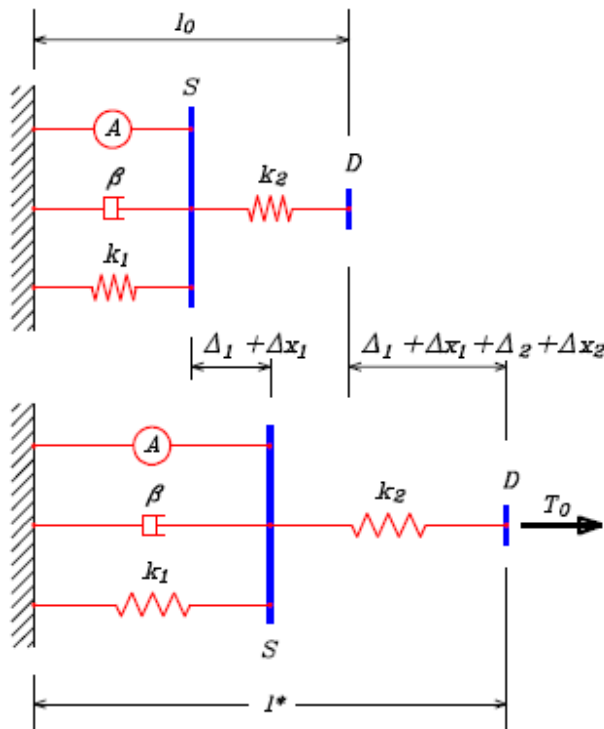 l₀
S
A
D
β
k₂
k₁
Δ₁ + Δx₁
Δ₁ + Δx₁ + Δ₂ + Δx₂
A
D
k₂
β
T₀
k₁
S
l*